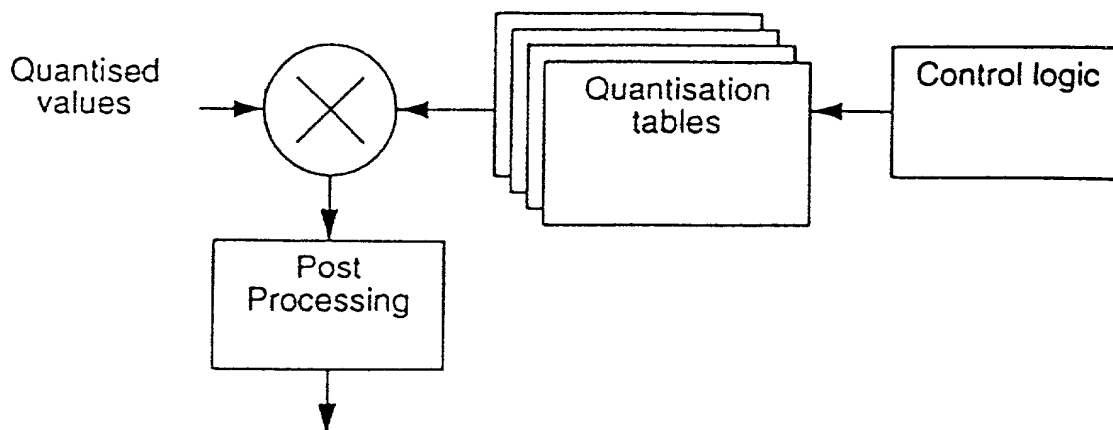 Quantised
values
Quantisation
tables
Control logic
Post
Processing